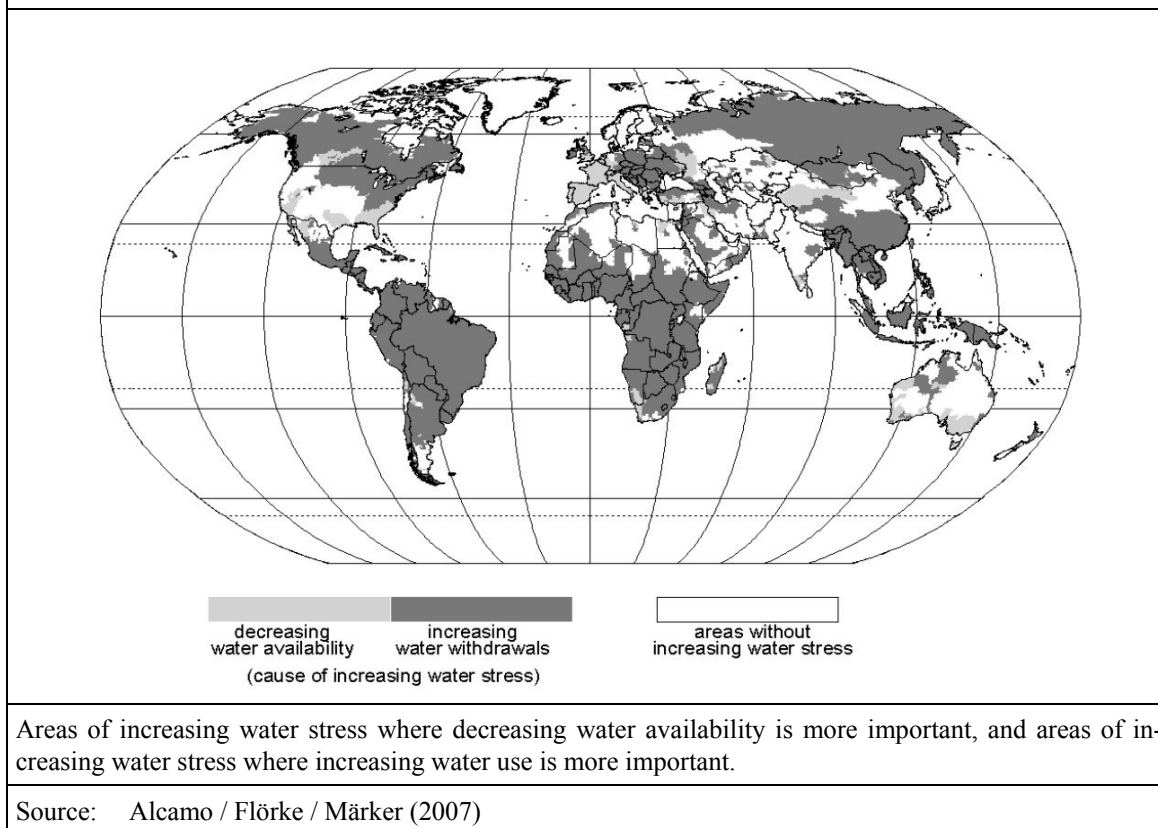 decreasing
water availability
increasing
water withdrawals
(cause of increasing water stress)
areas without
increasing water stress
Areas of increasing water stress where decreasing water availability is more important, and areas of in-
creasing water stress where increasing water use is more important.
Source: Alcamo / Flörke / Märker (2007)